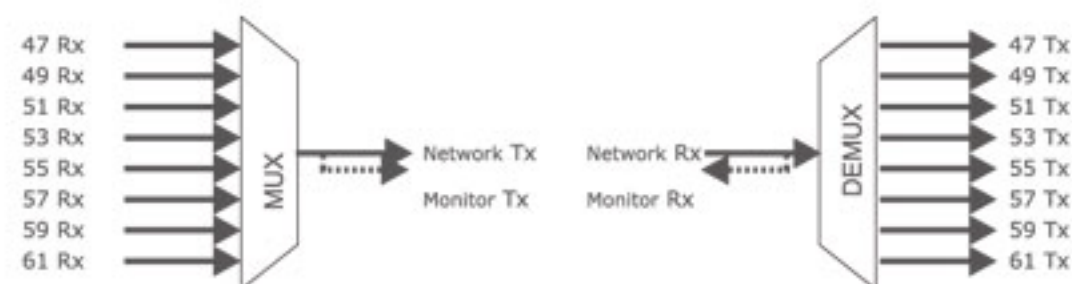 47 Rx
49 Rx
51 Rx
53 Rx
55 Rx
57 Rx
59 Rx
61 Rx
MUX
Network Tx
Monitor Tx
Network Rx
Monitor Rx
DEMUX
47 Tx
49 Tx
51 Tx
53 Tx
55 Tx
57 Tx
59 Tx
61 Tx